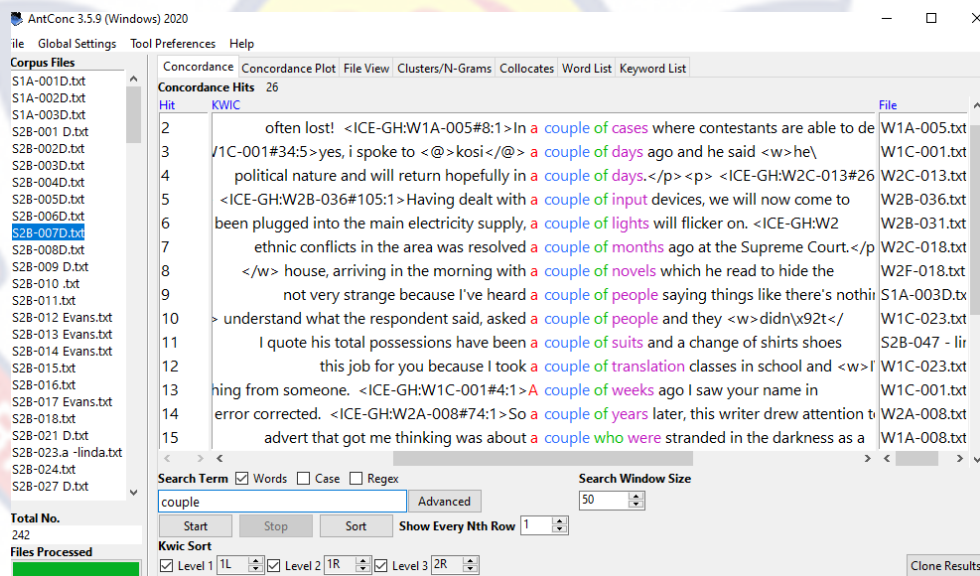 AntConc 3.5.9 (Windows) 2020
ile Global Settings Tool Preferences Help
Corpus Files
S1A-001D.txt
S1A-002D.txt
S1A-003D.txt
S2B-001 D.txt
S2B-002D.txt
S2B-003D.txt
S2B-004D.txt
S2B-005D.txt
S2B-006D.txt
S2B-007D.txt
S2B-008D.txt
S2B-009 D.txt
S2B-010 .txt
S2B-011.txt
S2B-012 Evans.txt
S2B-013 Evans.txt
S2B-014 Evans.txt
S2B-015.txt
S2B-016.txt
S2B-017 Evans.txt
S2B-018.txt
S2B-021 D.txt
S2B-023.a -linda.txt
S2B-024.txt
S2B-027 D.txt
Total No.
242
Files Processed
Concordance Concordance Plot File View Clusters/N-Grams Collocates Word List Keyword List
Concordance Hits 26
Hit KWIC File
2 often lost! <ICE-GH:W1A-005#8:1>In a couple of cases where contestants are able to de W1A-005.txt
3 /1C-001#34:5>yes, i spoke to <@>kosi</@> a couple of days ago and he said <w>he\ W1C-001.txt
4 political nature and will return hopefully in a couple of days.</p><p> <ICE-GH:W2C-013#26 W2C-013.txt
5 <ICE-GH:W2B-036#105:1>Having dealt with a couple of input devices, we will now come to W2B-036.txt
6 been plugged into the main electricity supply, a couple of lights will flicker on. <ICE-GH:W2 W2B-031.txt
7 ethnic conflicts in the area was resolved a couple of months ago at the Supreme Court.</p W2C-018.txt
8 </w> house, arriving in the morning with a couple of novels which he read to hide the W2F-018.txt
9 not very strange because I've heard a couple of people saying things like there's nothin S1A-003D.tx
10 > understand what the respondent said, asked a couple of people and they <w>didn\x92t</ W1C-023.txt
11 I quote his total possessions have been a couple of suits and a change of shirts shoes S2B-047 - lin
12 this job for you because I took a couple of translation classes in school and <w>I' W1C-023.txt
13 hing from someone. <ICE-GH:W1C-001#4:1>A couple of weeks ago I saw your name in W1C-001.txt
14 error corrected. <ICE-GH:W2A-008#74:1>So a couple of years later, this writer drew attention t W2A-008.txt
15 advert that got me thinking was about a couple who were stranded in the darkness as a W1A-008.txt
Search Term Words Case Regex Search Window Size
couple Advanced 50
Start Stop Sort Show Every Nth Row 1
Kwic Sort
Level 1 1L Level 2 1R Level 3 2R Clone Results